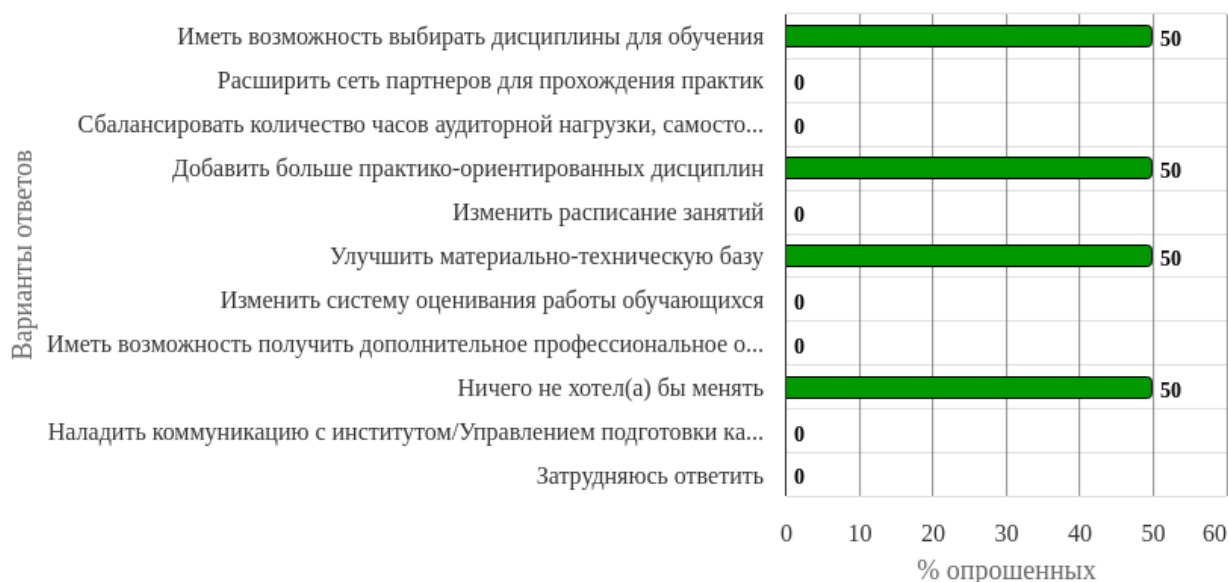 Иметь возможность выбирать дисциплины для обучения 50
Расширить сеть партнеров для прохождения практик 0
Сбалансировать количество часов аудиторной нагрузки, самосто... 0
Добавить больше практико-ориентированных дисциплин 50
Изменить расписание занятий 0
Улучшить материально-техническую базу 50
Изменить систему оценивания работы обучающихся 0
Иметь возможность получить дополнительное профессиональное о... 0
Ничего не хотел(а) бы менять 50
Наладить коммуникацию с институтом/Управлением подготовки ка... 0
Затрудняюсь ответить 0
Варианты ответов
0 10 20 30 40 50 60
% опрошенных